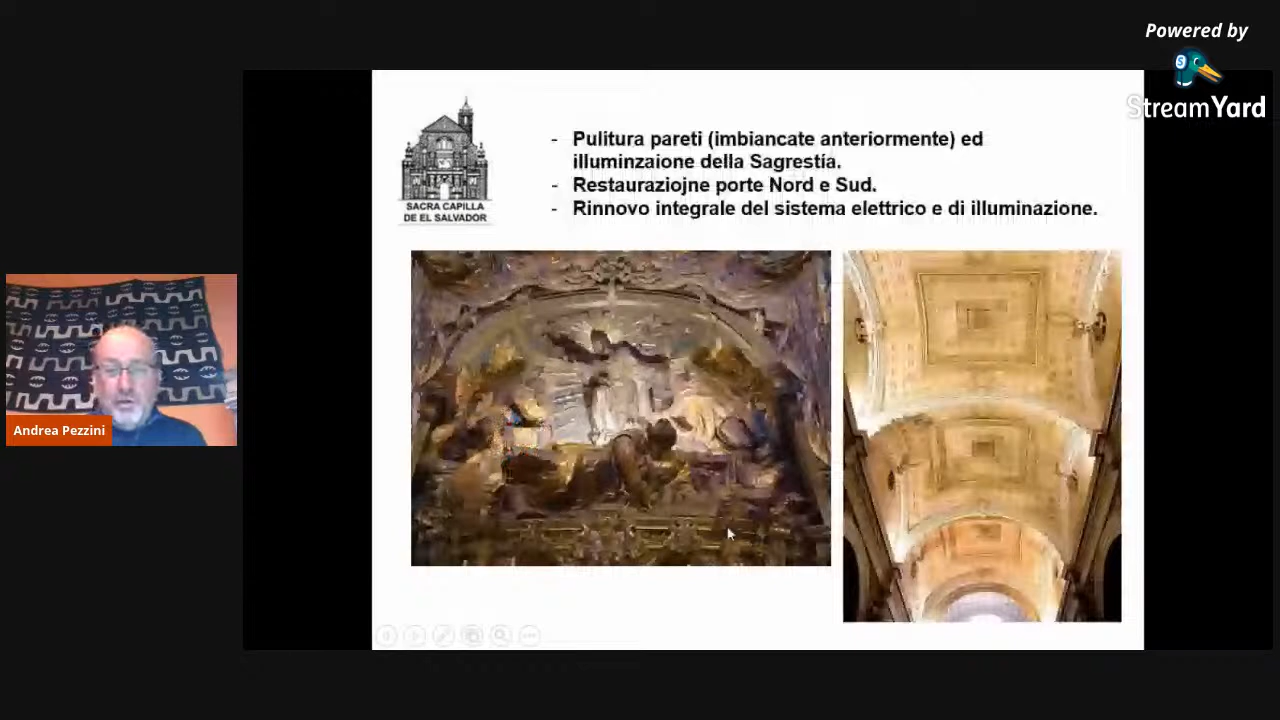 Powered by
StreamYard
- Pulitura pareti (imbiancate anteriormente) ed
illuminzaione della Sagrestía.
- Restauraziojne porte Nord e Sud.
- Rinnovo integrale del sistema elettrico e di illuminazione.
SACRA CAPILLA
DE EL SALVADOR
Andrea Pezzini